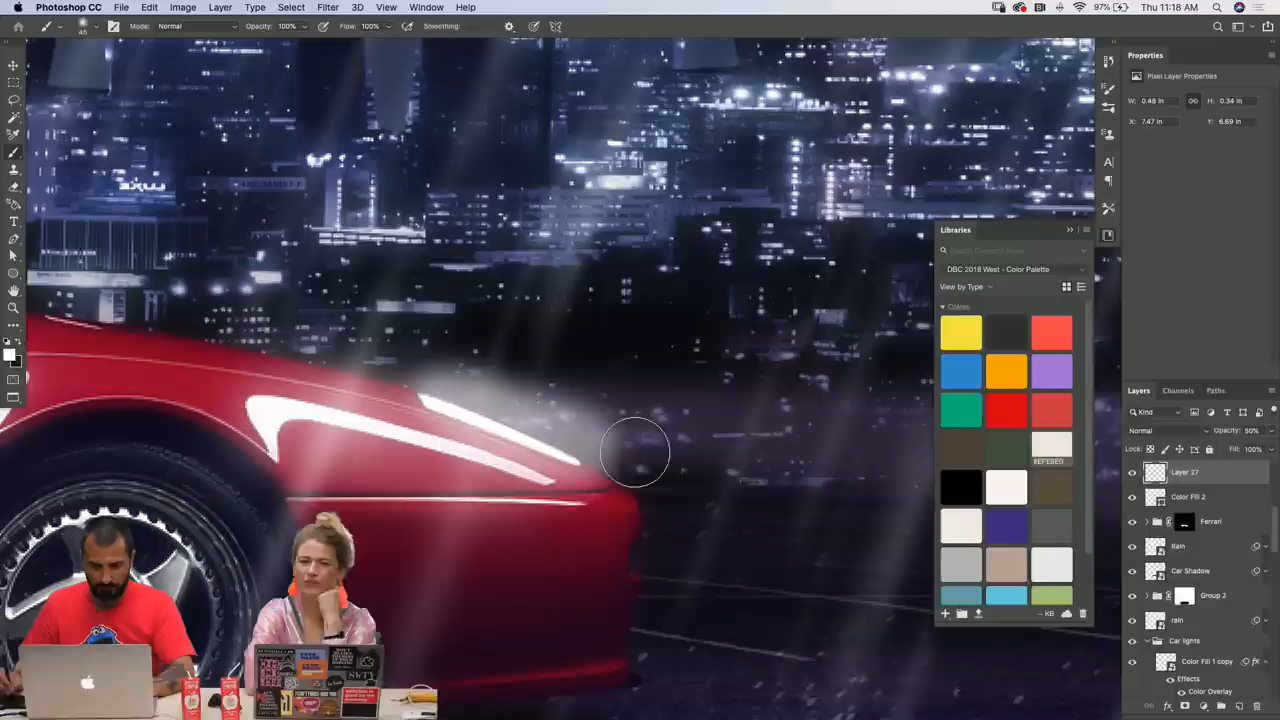 Photoshop CC File Edit Image Layer Type Select Filter 3D View Window Help 97% Thu 11:18 AM
45 Mode: Normal Opacity: 100% Flow: 100% Smoothing:
Properties
Pixel Layer Properties
W: 0.48 in H: 0.34 in
X: 7.47 in Y: 6.69 in
Libraries
DBC 2018 West - Color Palette
View by Type
Colors
#EFE8E0
-- KB
Layers Channels Paths
Kind
Normal Opacity: 50%
Lock: Fill: 100%
Layer 27
Color Fill 2
Ferrari
Rain
Car Shadow
Group 2
rain
Car lights
Color Fill 1 copy
Effects
Color Overlay